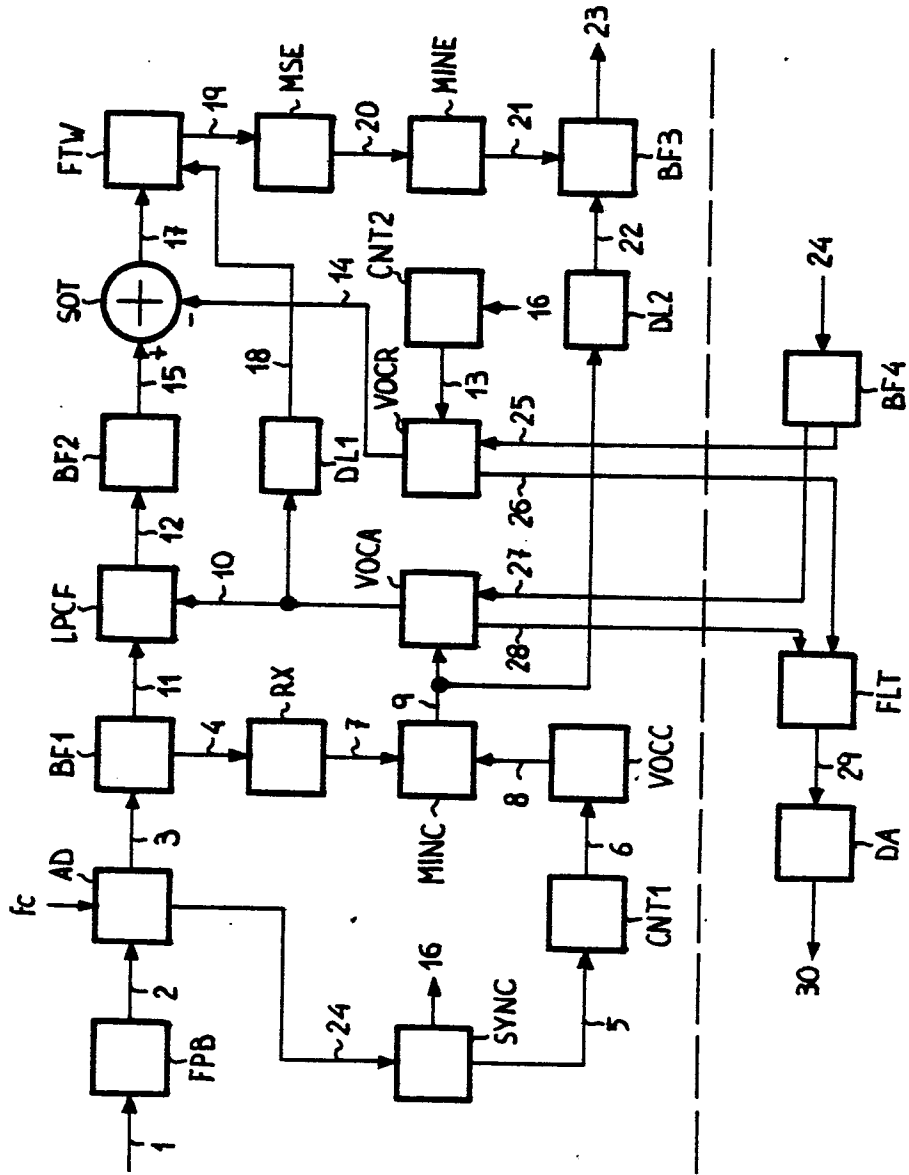 1
FPB
2
fc
AD
3
BF1
11
LPCF
12
BF2
15
+
-
SOT
17
FTW
19
MSE
20
MINE
21
BF3
23
4
RX
7
10
18
DL1
14
CNT2
16
13
VOCR
22
DL2
24
SYNC
16
5
CNT1
6
VOCC
8
MINC
9
VOCA
28
27
26
25
24
BF4
FLT
29
DA
30